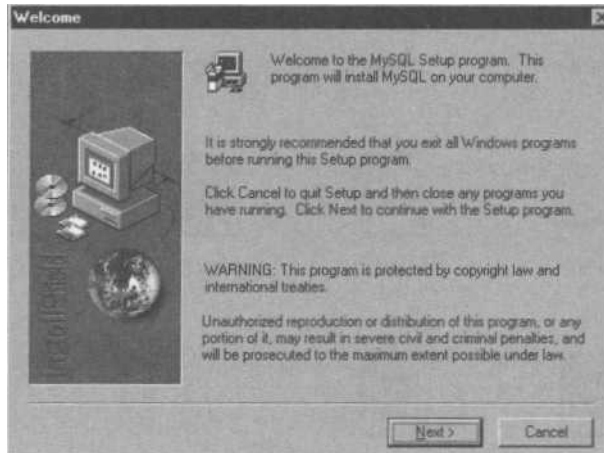 Welcome
Welcome to the MySQL Setup program. This
program will install MySQL on your computer.
It is strongly recommended that you exit all Windows programs
before running this Setup program.
Click Cancel to quit Setup and then close any programs you
have running. Click Next to continue with the Setup program.
WARNING: This program is protected by copyright law and
international treaties.
Unauthorized reproduction or distribution of this program, or any
portion of it, may result in severe civil and criminal penalties, and
will be prosecuted to the maximum extent possible under law.
InstallShield
Next >
Cancel